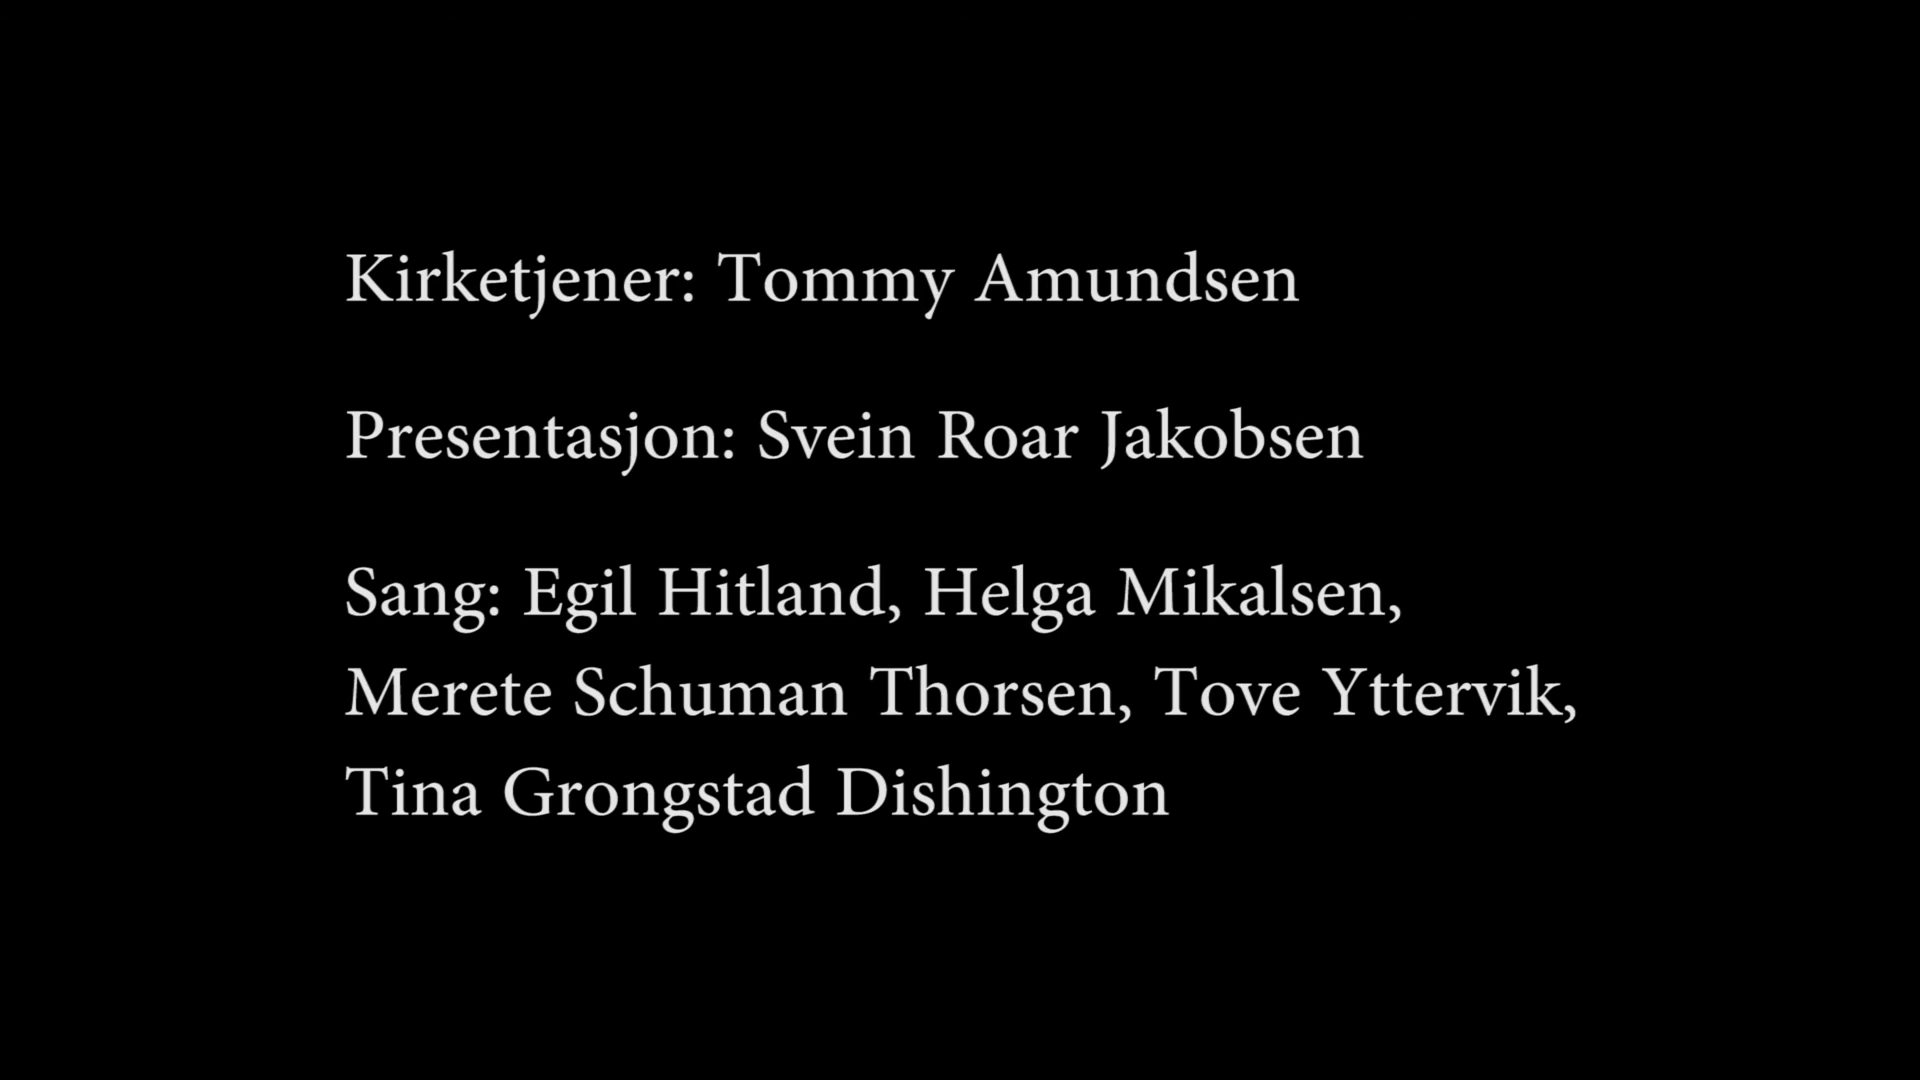 Kirketjener: Tommy Amundsen
Presentasjon: Svein Roar Jakobsen
Sang: Egil Hitland, Helga Mikalsen,
Merete Schuman Thorsen, Tove Yttervik,
Tina Grongstad Dishington